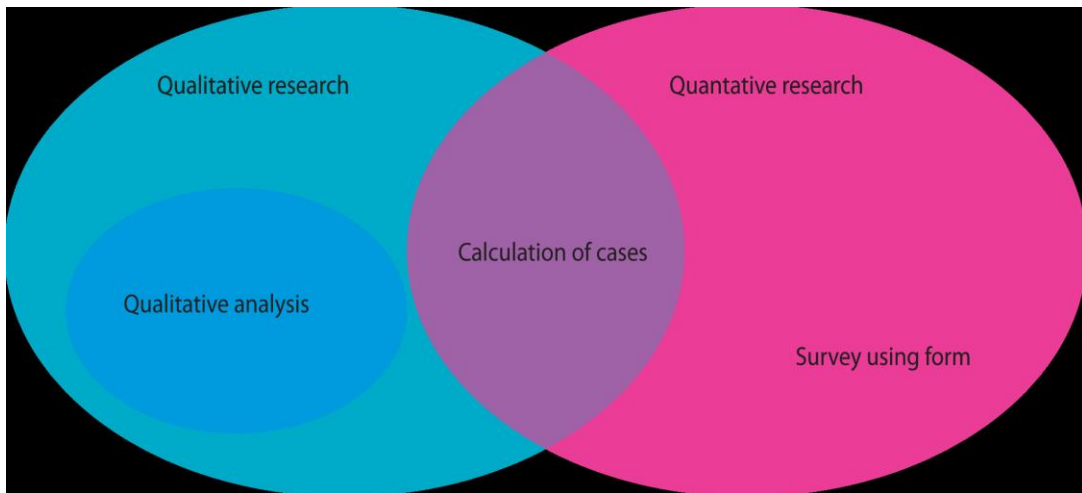 Qualitative research
Quantative research
Calculation of cases
Qualitative analysis
Survey using form